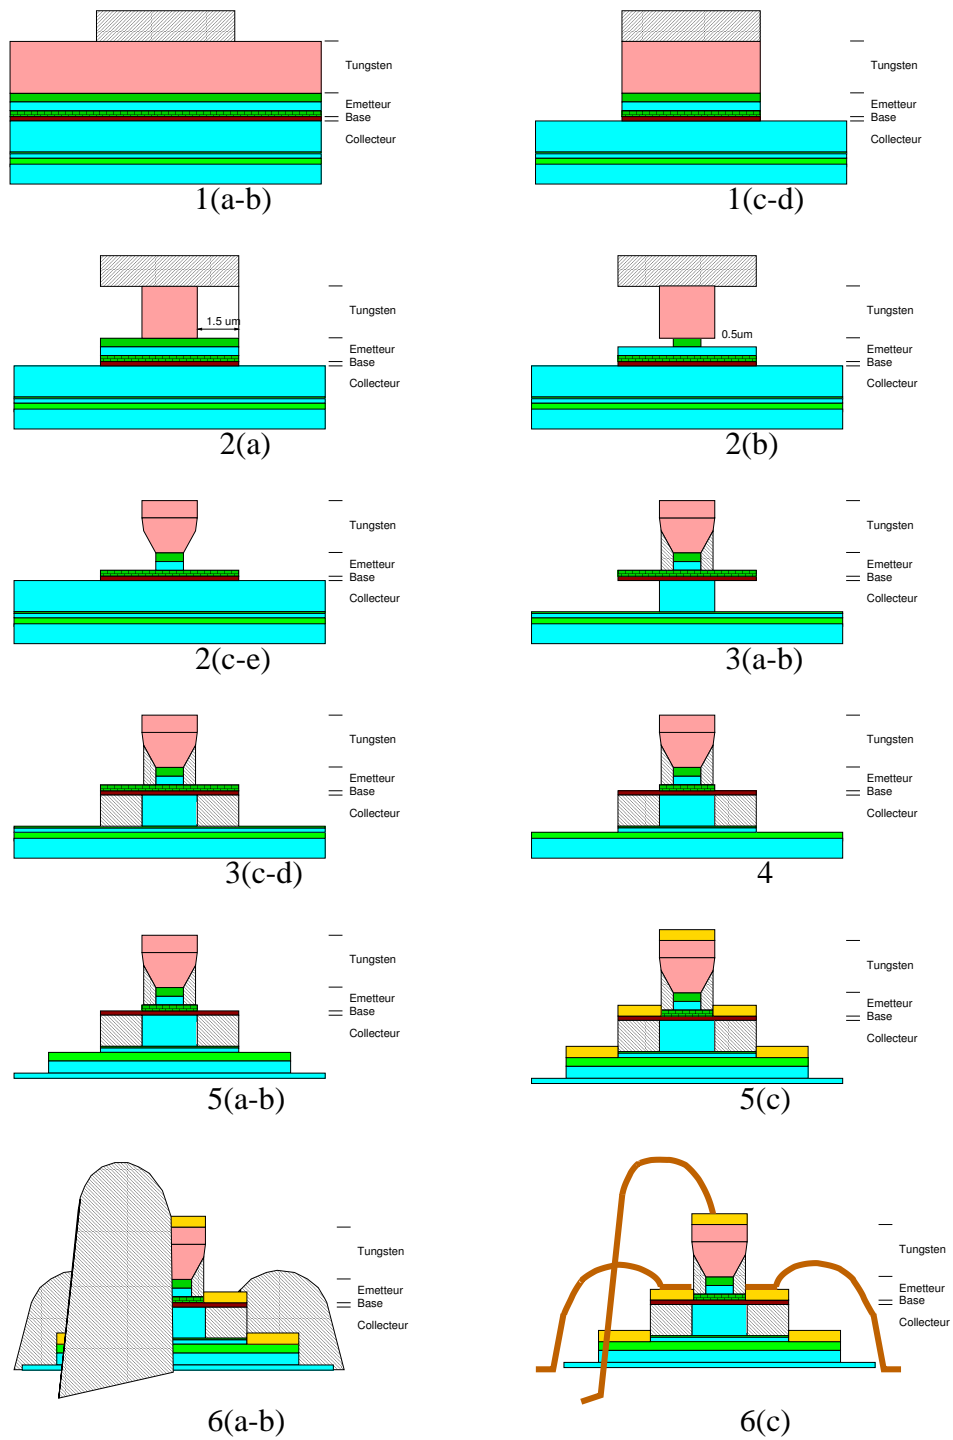 Tungsten
Emetteur
Base
Collecteur
1(a-b)
Tungsten
Emetteur
Base
Collecteur
1(c-d)
1.5 um
Tungsten
Emetteur
Base
Collecteur
2(a)
0.5um
Tungsten
Emetteur
Base
Collecteur
2(b)
Tungsten
Emetteur
Base
Collecteur
2(c-e)
Tungsten
Emetteur
Base
Collecteur
3(a-b)
Tungsten
Emetteur
Base
Collecteur
3(c-d)
Tungsten
Emetteur
Base
Collecteur
4
Tungsten
Emetteur
Base
Collecteur
5(a-b)
Tungsten
Emetteur
Base
Collecteur
5(c)
Tungsten
Emetteur
Base
Collecteur
6(a-b)
Tungsten
Emetteur
Base
Collecteur
6(c)